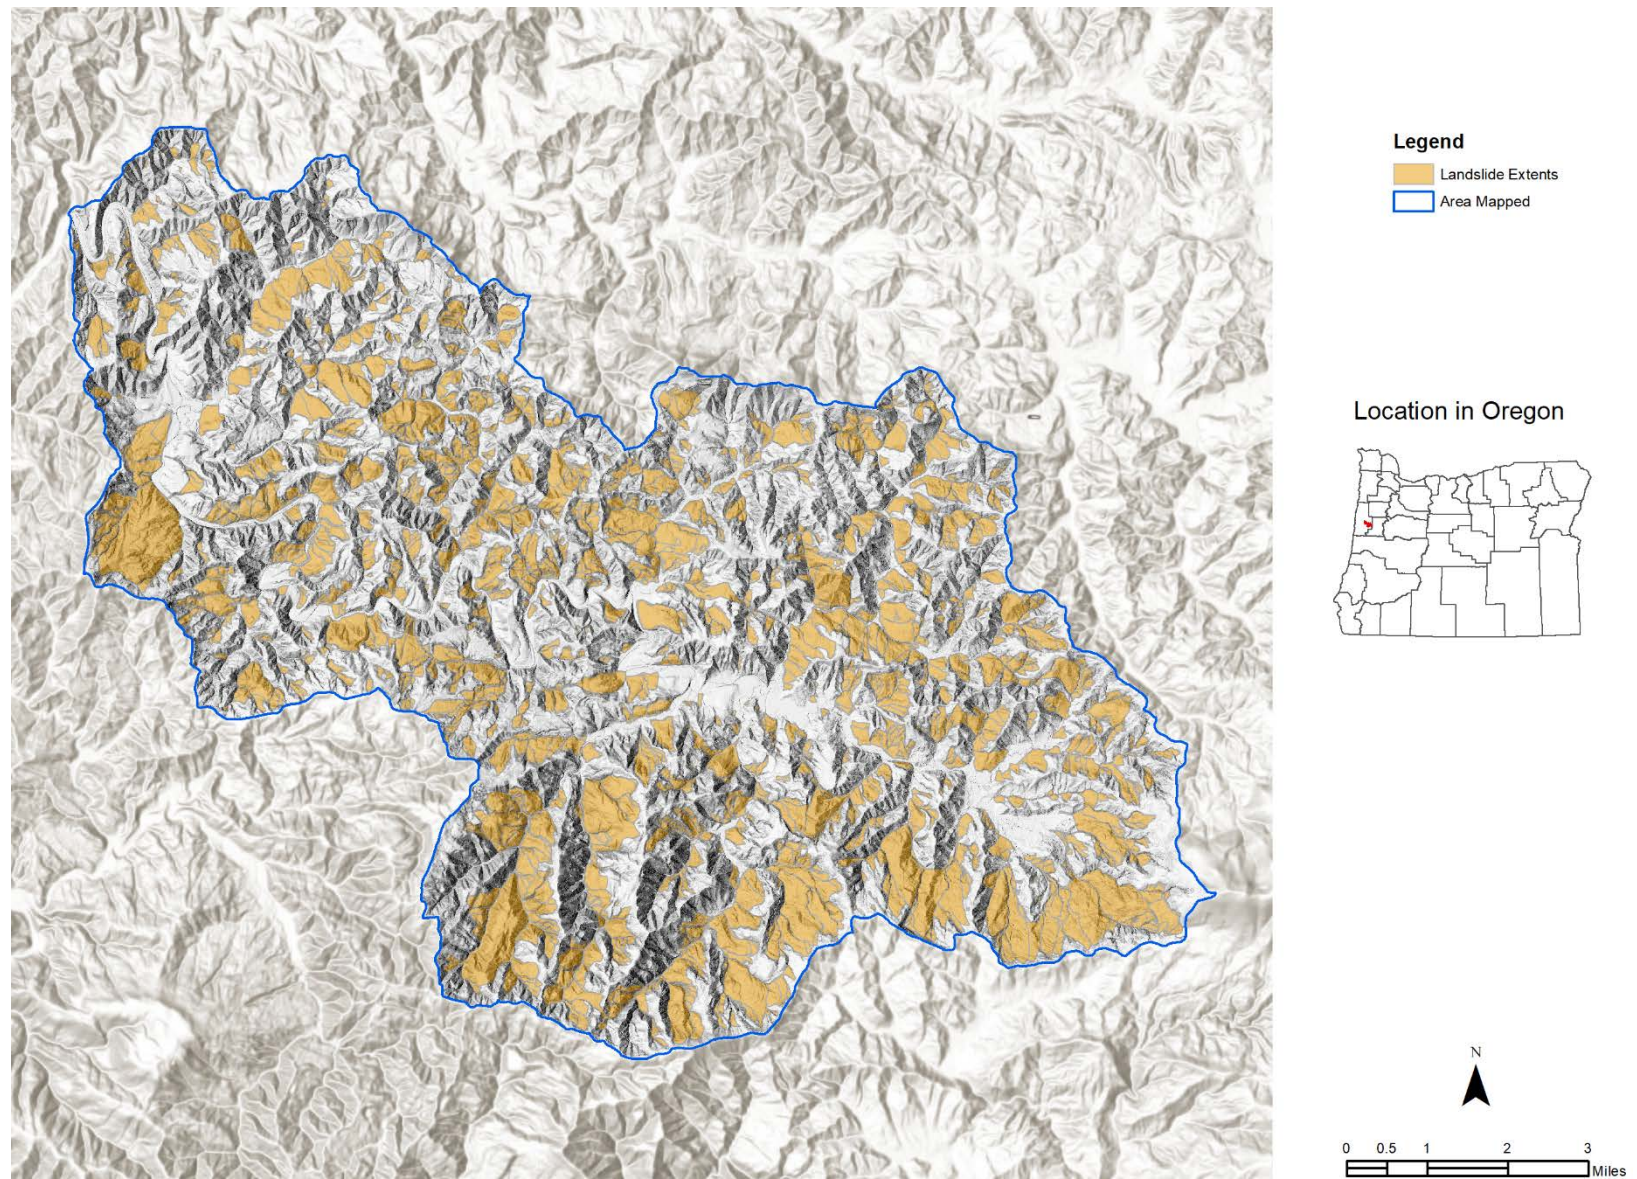 Legend
Landslide Extents
Area Mapped
Location in Oregon
N
0 0.5 1 2 3
Miles